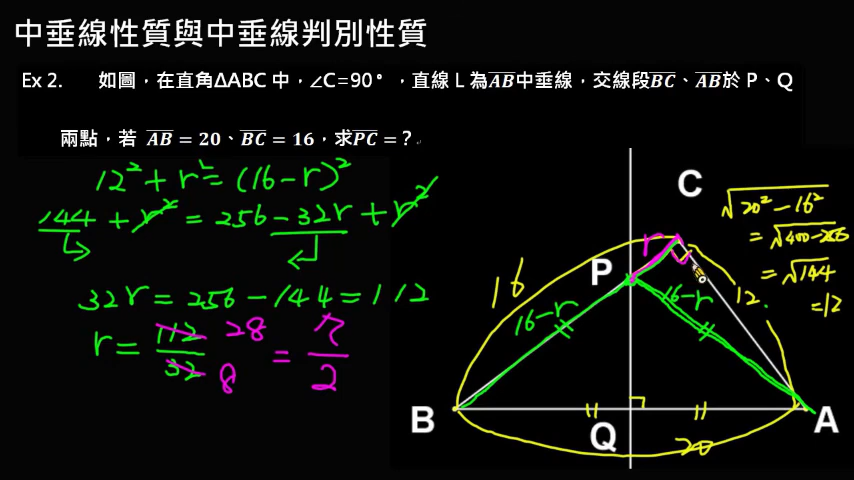 中垂線性質與中垂線判別性質
Ex 2. 如圖，在直角ΔABC 中，∠C=90°，直線 L 為AB中垂線，交線段BC、AB於 P、Q
兩點，若 AB = 20、BC = 16，求PC = ?
12² + r² = (16-r)²
144 + r² = 256 - 32r + r²
32r = 256 - 144 = 112
r = 112/32 28/8 = 7/2
C
√20²-16²
= √400-256
= √144
= 12
r
P
16
16-r
16-r
12
B
Q
A
20